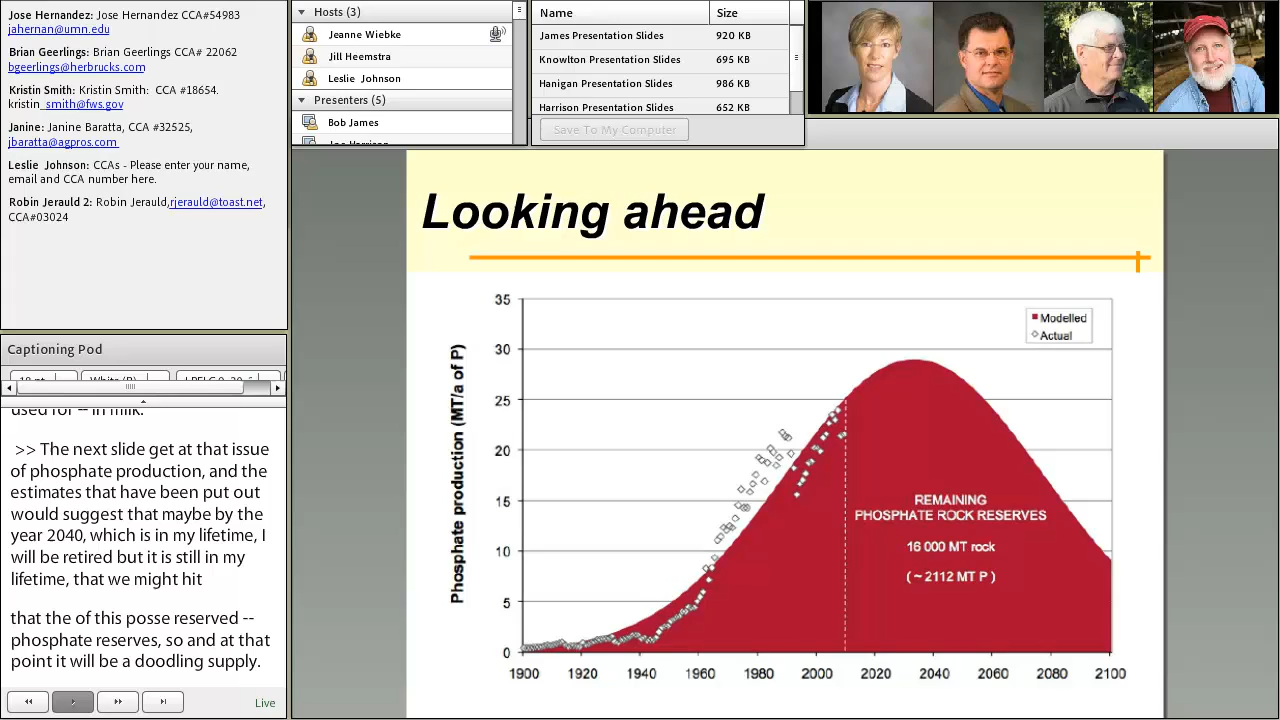 Jose Hernandez: Jose Hernandez CCA#54983
jahernan@umn.edu
Brian Geerlings: Brian Geerlings CCA# 22062
bgeerlings@herbrucks.com
Kristin Smith: Kristin Smith: CCA #18654.
kristin_smith@fws.gov
Janine: Janine Baratta, CCA #32525,
jbaratta@agpros.com
Leslie Johnson: CCAs - Please enter your name,
email and CCA number here.
Robin Jerauld 2: Robin Jerauld,rjerauld@toast.net,
CCA#03024
Captioning Pod
used for -- in milk.
>> The next slide get at that issue
of phosphate production, and the
estimates that have been put out
would suggest that maybe by the
year 2040, which is in my lifetime, I
will be retired but it is still in my
lifetime, that we might hit
that the of this posse reserved --
phosphate reserves, so and at that
point it will be a doodling supply.
Live
Hosts (3)
Jeanne Wiebke
Jill Heemstra
Leslie Johnson
Presenters (5)
Bob James
Name Size
James Presentation Slides 920 KB
Knowlton Presentation Slides 695 KB
Hanigan Presentation Slides 986 KB
Harrison Presentation Slides 652 KB
Save To My Computer
Looking ahead
Phosphate production (MT/a of P)
35
30
25
20
15
10
5
0
Modelled
Actual
REMAINING
PHOSPHATE ROCK RESERVES
16 000 MT rock
( ~ 2112 MT P )
1900 1920 1940 1960 1980 2000 2020 2040 2060 2080 2100